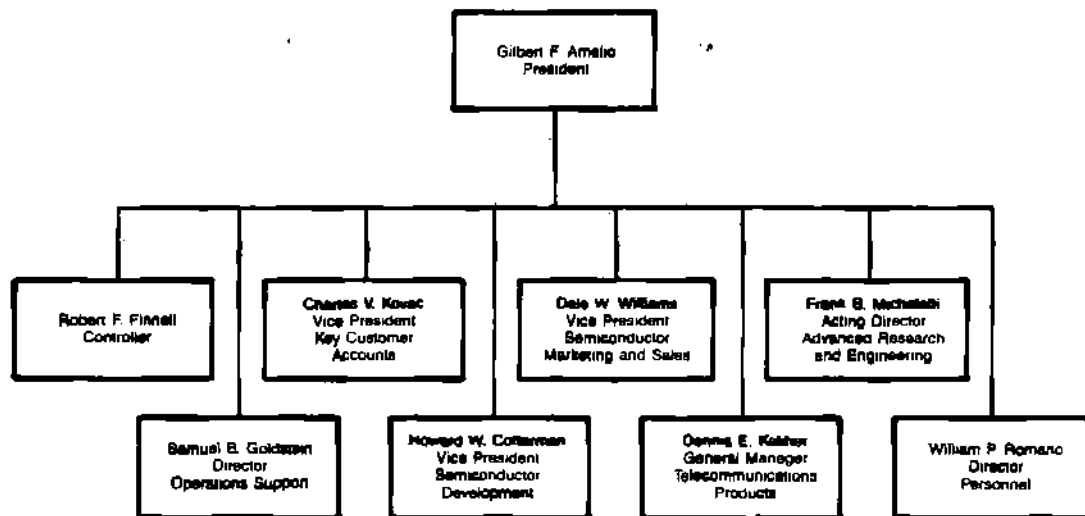 Gilbert F. Amelio
President
Robert F. Finnell
Controller
Charles V. Kovac
Vice President
Key Customer
Accounts
Dale W. Williams
Vice President
Semiconductor
Marketing and Sales
Frank B.
Acting Director
Advanced Research
and Engineering
Samuel B. Goldstein
Director
Operations Support
Howard W. Cotterman
Vice President
Semiconductor
Development
Dennis E.
General Manager
Telecommunications
Products
William P. Romano
Director
Personnel